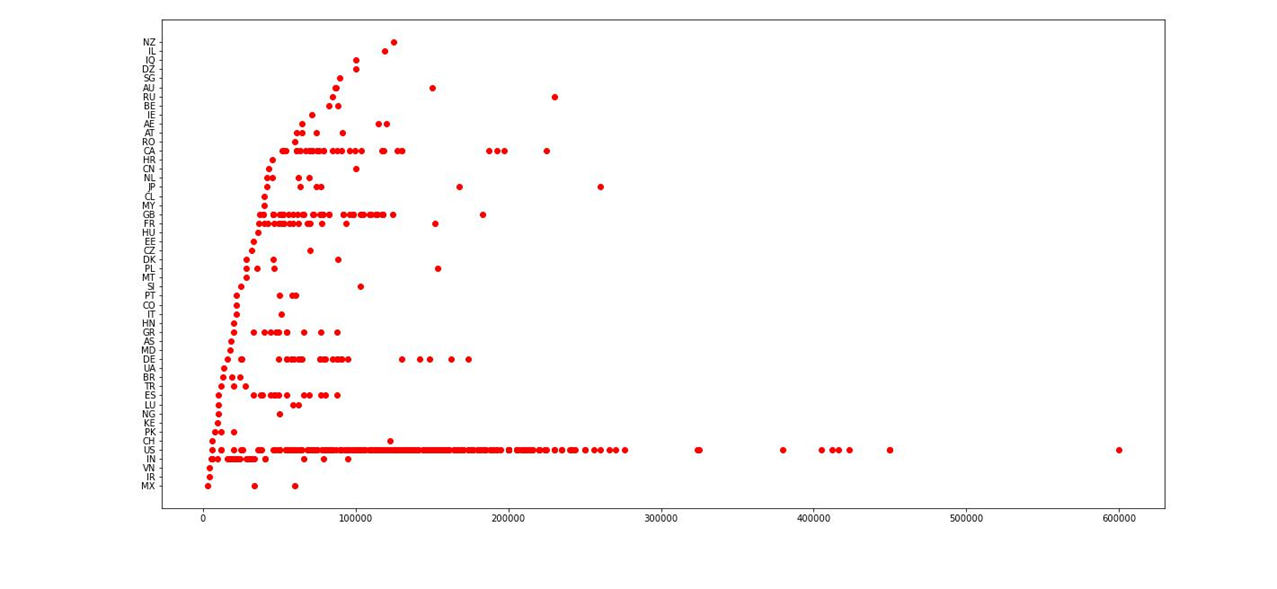 NZ
IL
IQ
DZ
SG
AU
RU
BE
IE
AE
AT
RO
CA
HR
CN
NL
JP
CL
MY
GB
FR
HU
EE
CZ
DK
PL
MT
SI
PT
CO
IT
HN
GR
AS
MD
DE
UA
BR
TR
ES
LU
NG
KE
PK
CH
US
IN
VN
IR
MX
0 100000 200000 300000 400000 500000 600000